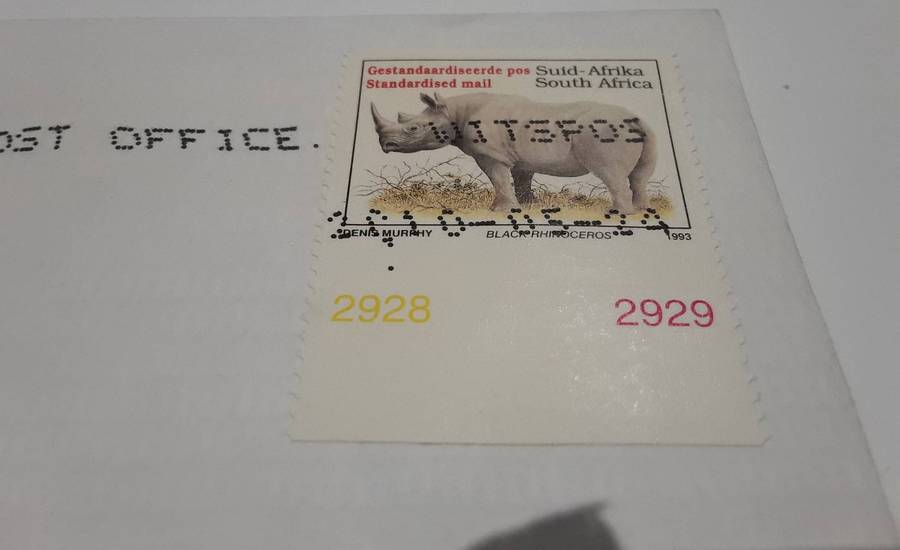 Gestandaardiseerde pos Suid-Afrika
Standardised mail South Africa
OST OFFICE. WITSPOS
DENIS MURPHY BLACK RHINOCEROS 1993
2928 2929